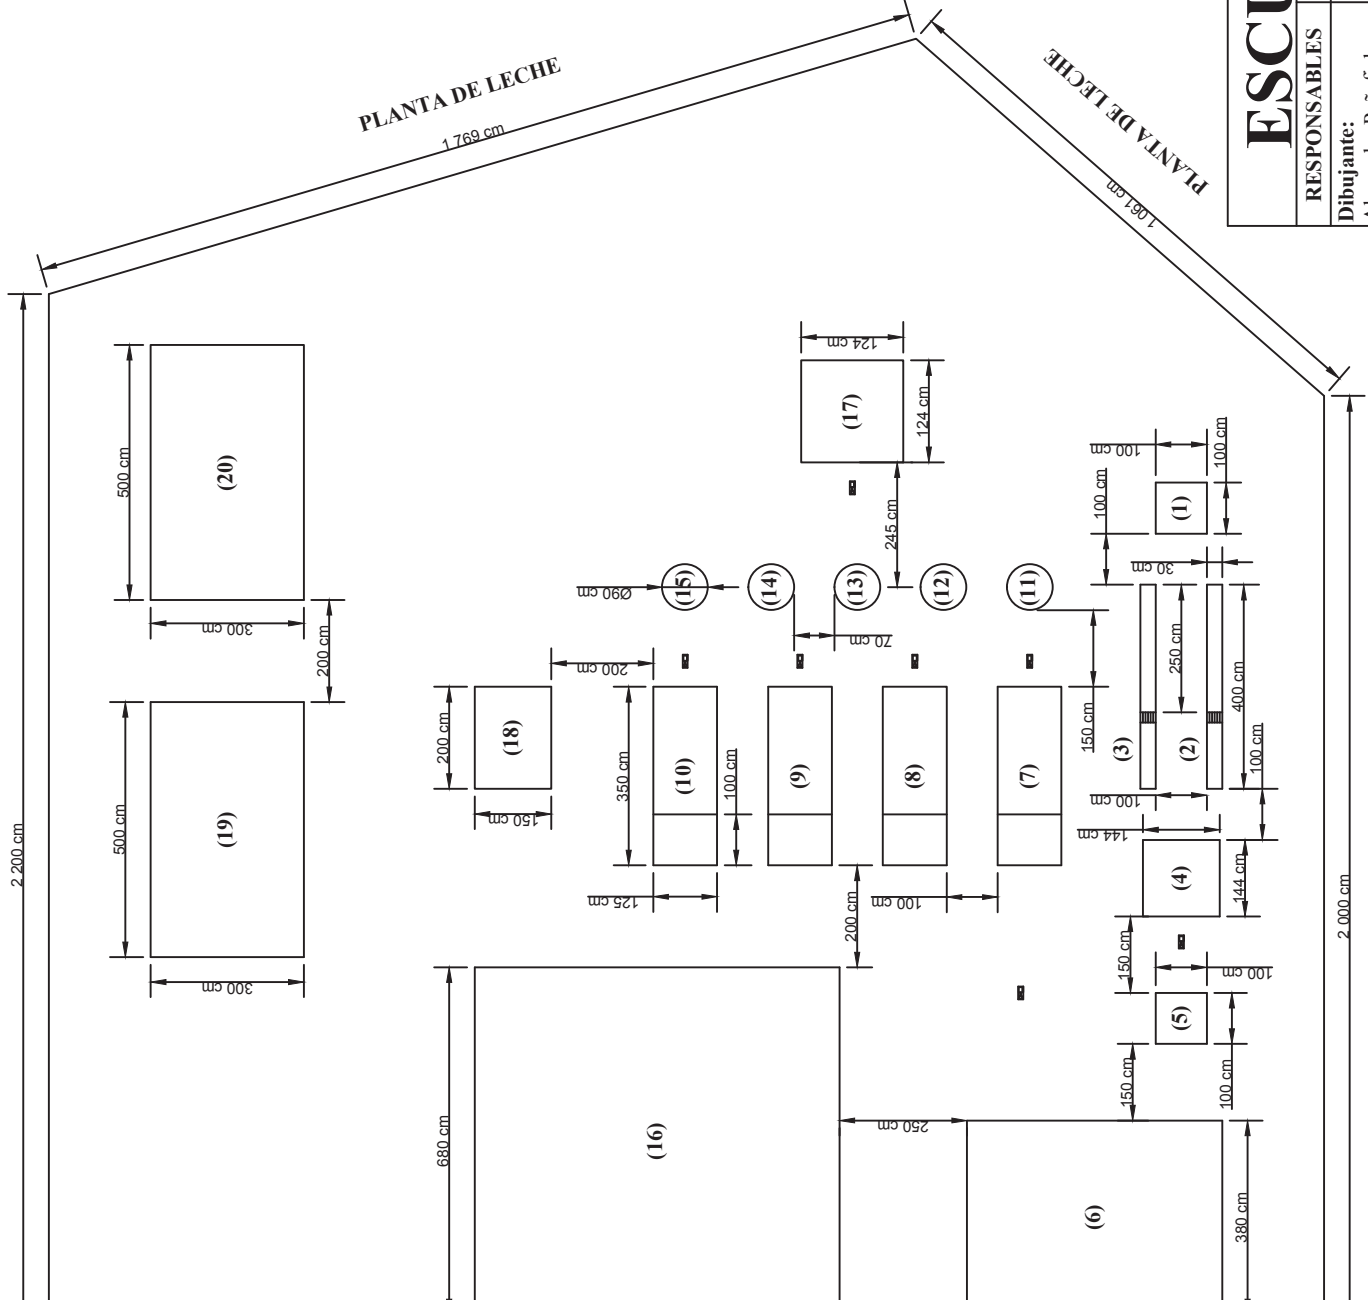 PLANTA DE LECHE
1 769 cm
PLANTA DE LECHE
1 061 cm
RESPONSABLES
Dibujante:
2 200 cm
500 cm
(20)
300 cm
200 cm
500 cm
(19)
300 cm
124 cm
(17)
124 cm
245 cm
Ø90 cm
(15)
(14)
(13)
(12)
(11)
70 cm
200 cm
200 cm
(18)
150 cm
350 cm
(10)
100 cm
(9)
(8)
(7)
150 cm
125 cm
200 cm
100 cm
100 cm
100 cm
100 cm
(1)
30 cm
250 cm
400 cm
(3)
(2)
100 cm
100 cm
144 cm
(4)
144 cm
150 cm
100 cm
(5)
150 cm
100 cm
680 cm
(16)
250 cm
(6)
380 cm
2 000 cm